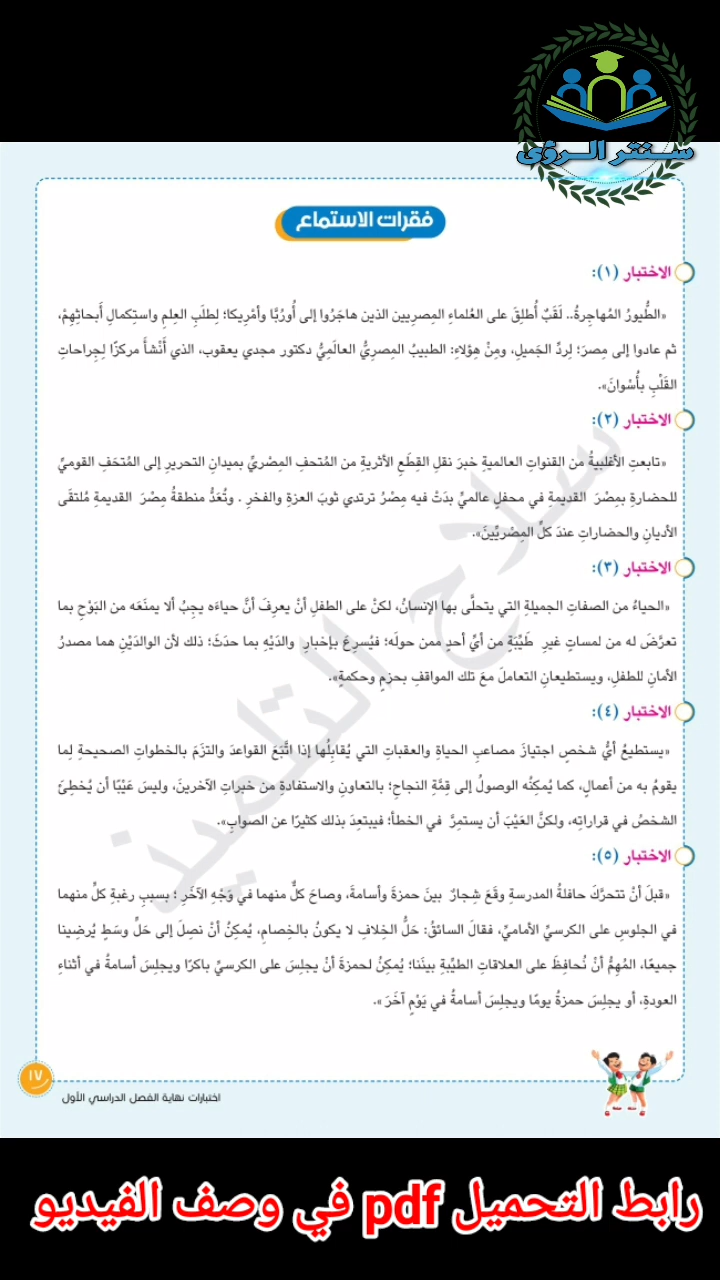 سنتر الرؤى
فقرات الاستماع
الاختبار (١):
«الطُّيورُ المُهاجِرةُ.. لَقَبٌ أُطلِقَ على العُلماءِ المِصرِيين الذين هاجَرُوا إلى أُورُبَّا وأمْرِيكا؛ لِطلَبِ العِلمِ واستِكمالِ أَبحاثِهِمْ،
ثم عادوا إلى مِصرَ؛ لِردِّ الجَميلِ، ومِنْ هؤلاءِ: الطبيبُ المِصرِيُّ العالَمِيُّ دكتور مجدي يعقوب، الذي أَنْشأَ مركزًا لِجراحاتِ
القَلْبِ بأُسْوانَ».
الاختبار (٢):
«تابعتِ الأغلبيةُ من القنواتِ العالميةِ خبرَ نقلِ القِطَعِ الأثريةِ من المُتحفِ المِصْريِّ بميدانِ التحريرِ إلى المُتحَفِ القوميِّ
للحضارةِ بمِصْرَ القديمةِ في محفلٍ عالميٍّ بدَتْ فيه مِصْرُ ترتدي ثوبَ العزةِ والفخرِ . وتُعَدُّ منطقةُ مِصْرَ القديمةِ مُلتقَى
الأديانِ والحضاراتِ عندَ كلِّ المِصْريِّينَ».
الاختبار (٣):
«الحياءُ من الصفاتِ الجميلةِ التي يتحلَّى بها الإنسانُ، لكنْ على الطفلِ أنْ يعرِفَ أنَّ حياءَه يجِبُ ألا يمنَعَه من البَوْحِ بما
تعرَّضَ له من لمساتٍ غيرِ طَيِّبَةٍ من أيِّ أحدٍ ممن حولَه؛ فيُسرِعَ بإخبارِ والدَيْهِ بما حدَثَ؛ ذلك لأن الوالدَيْنِ هما مصدرُ
الأمانِ للطفلِ، ويستطيعانِ التعاملَ معَ تلك المواقفِ بحزمٍ وحكمةٍ».
الاختبار (٤):
«يستطيعُ أيُّ شخصٍ اجتيازَ مصاعبِ الحياةِ والعقباتِ التي يُقابِلُها إذا اتَّبَعَ القواعدَ والتزَمَ بالخطواتِ الصحيحةِ لِما
يقومُ به من أعمالٍ، كما يُمكِنُه الوصولُ إلى قِمَّةِ النجاحِ؛ بالتعاونِ والاستفادةِ من خبراتِ الآخرينَ، وليسَ عَيْبًا أن يُخطِئَ
الشخصُ في قراراتِه، ولكنَّ العَيْبَ أن يستمِرَّ في الخطأ؛ فيبتعِدَ بذلك كثيرًا عن الصوابِ».
الاختبار (٥):
«قبلَ أنْ تتحرَّكَ حافلةُ المدرسةِ وقَعَ شِجارٌ بينَ حمزةَ وأسامةَ، وصاحَ كلٌّ منهما في وَجْهِ الآخَرِ ؛ بسببِ رغبةِ كلٍّ منهما
في الجلوسِ على الكرسيِّ الأماميِّ، فقالَ السائقُ: حَلُّ الخِلافِ لا يكونُ بالخِصامِ، يُمكِنُ أنْ نصِلَ إلى حَلٍّ وسَطٍ يُرضِينا
جميعًا، المُهِمُّ أنْ نُحافِظَ على العلاقاتِ الطيِّبةِ بينَنا؛ يُمكِنُ لحمزةَ أنْ يجلِسَ على الكرسيِّ باكرًا ويجلِسَ أسامةُ في أثناءِ
العودةِ، أو يجلِسَ حمزةُ يومًا ويجلِسَ أسامةُ في يَوْمٍ آخَرَ ».
سلاح التلميذ
١٧
اختبارات نهاية الفصل الدراسي الأول
رابط التحميل pdf في وصف الفيديو